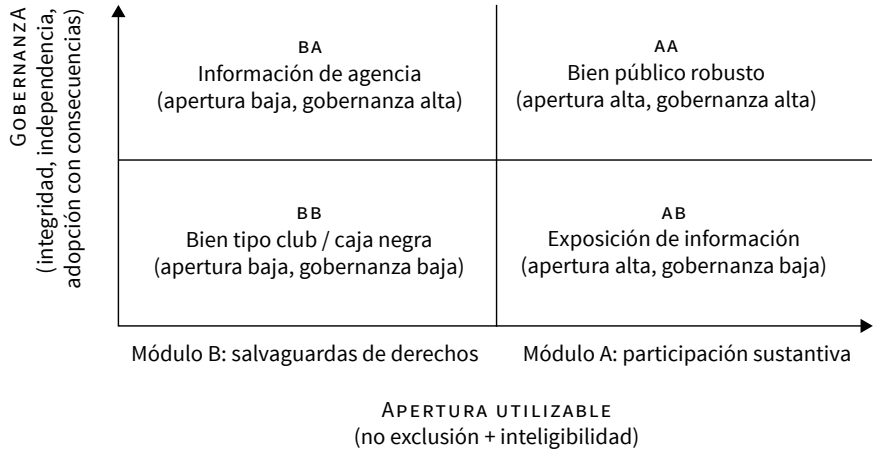 GOBERNANZA
(integridad, independencia,
adopción con consecuencias)
BA
Información de agencia
(apertura baja, gobernanza alta)
AA
Bien público robusto
(apertura alta, gobernanza alta)
BB
Bien tipo club / caja negra
(apertura baja, gobernanza baja)
AB
Exposición de información
(apertura alta, gobernanza baja)
Módulo B: salvaguardas de derechos
Módulo A: participación sustantiva
APERTURA UTILIZABLE
(no exclusión + inteligibilidad)